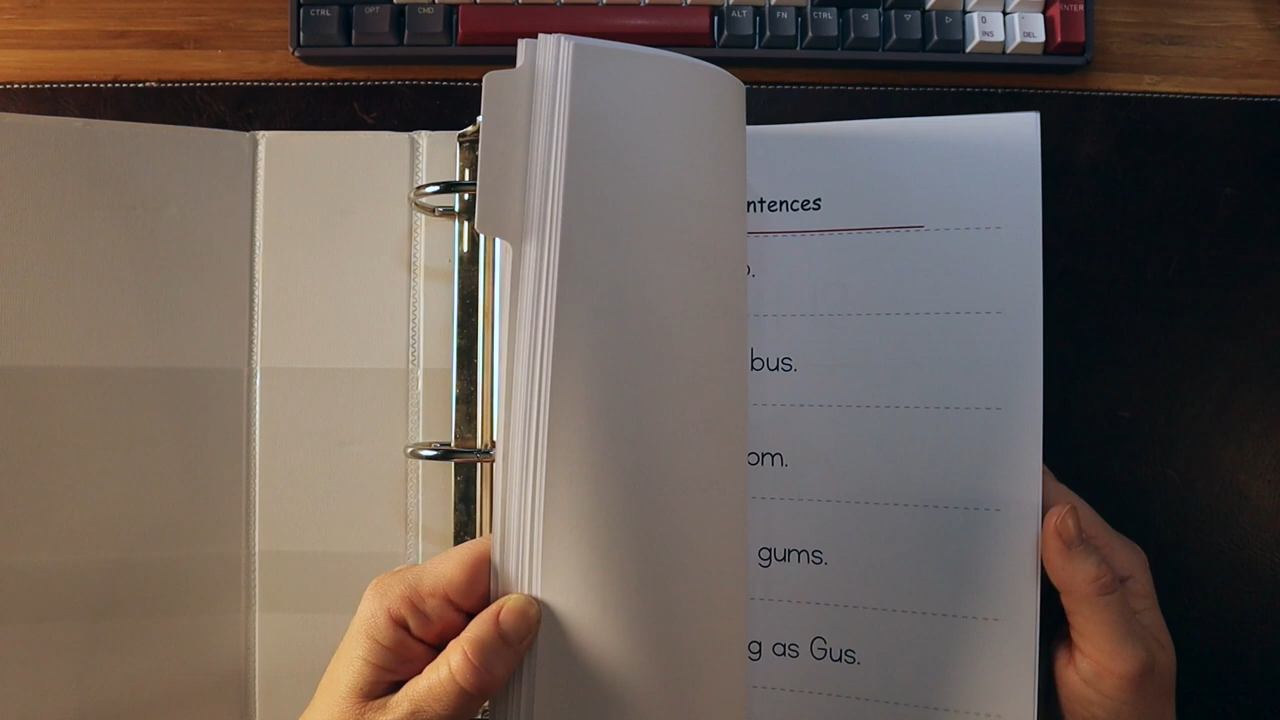 CTRL OPT CMD ALT FN CTRL 0 INS . DEL ENTER
ntences
bus.
om.
gums.
g as Gus.